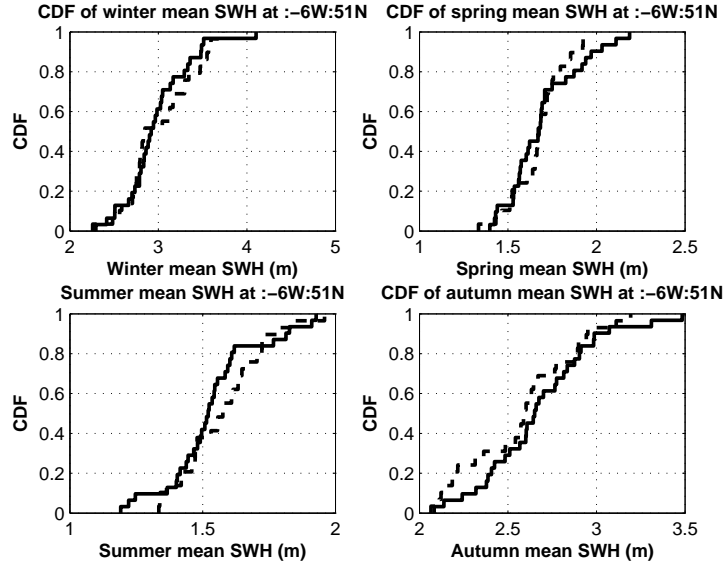 CDF of winter mean SWH at :−6W:51N
CDF
1
0.8
0.6
0.4
0.2
0
2 3 4 5
Winter mean SWH (m)
CDF of spring mean SWH at :−6W:51N
CDF
1
0.8
0.6
0.4
0.2
0
1 1.5 2 2.5
Spring mean SWH (m)
Summer mean SWH at :−6W:51N
CDF
1
0.8
0.6
0.4
0.2
0
1 1.5 2
Summer mean SWH (m)
CDF of autumn mean SWH at :−6W:51N
CDF
1
0.8
0.6
0.4
0.2
0
2 2.5 3 3.5
Autumn mean SWH (m)